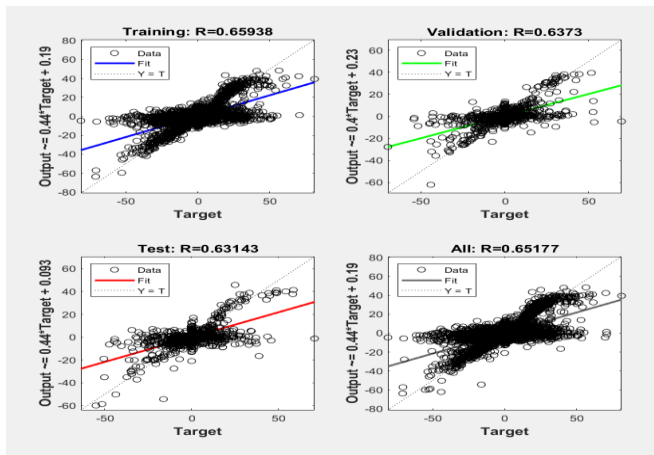 Training: R=0.65938
Output ~= 0.44*Target + 0.19
80
60
40
20
0
-20
-40
-60
-80
Data
Fit
Y = T
-50 0 50
Target
Validation: R=0.6373
Output ~= 0.4*Target + 0.23
60
40
20
0
-20
-40
-60
Data
Fit
Y = T
-50 0 50
Target
Test: R=0.63143
Output ~= 0.44*Target + 0.093
60
40
20
0
-20
-40
-60
Data
Fit
Y = T
-50 0 50
Target
All: R=0.65177
Output ~= 0.44*Target + 0.19
80
60
40
20
0
-20
-40
-60
-80
Data
Fit
Y = T
-50 0 50
Target